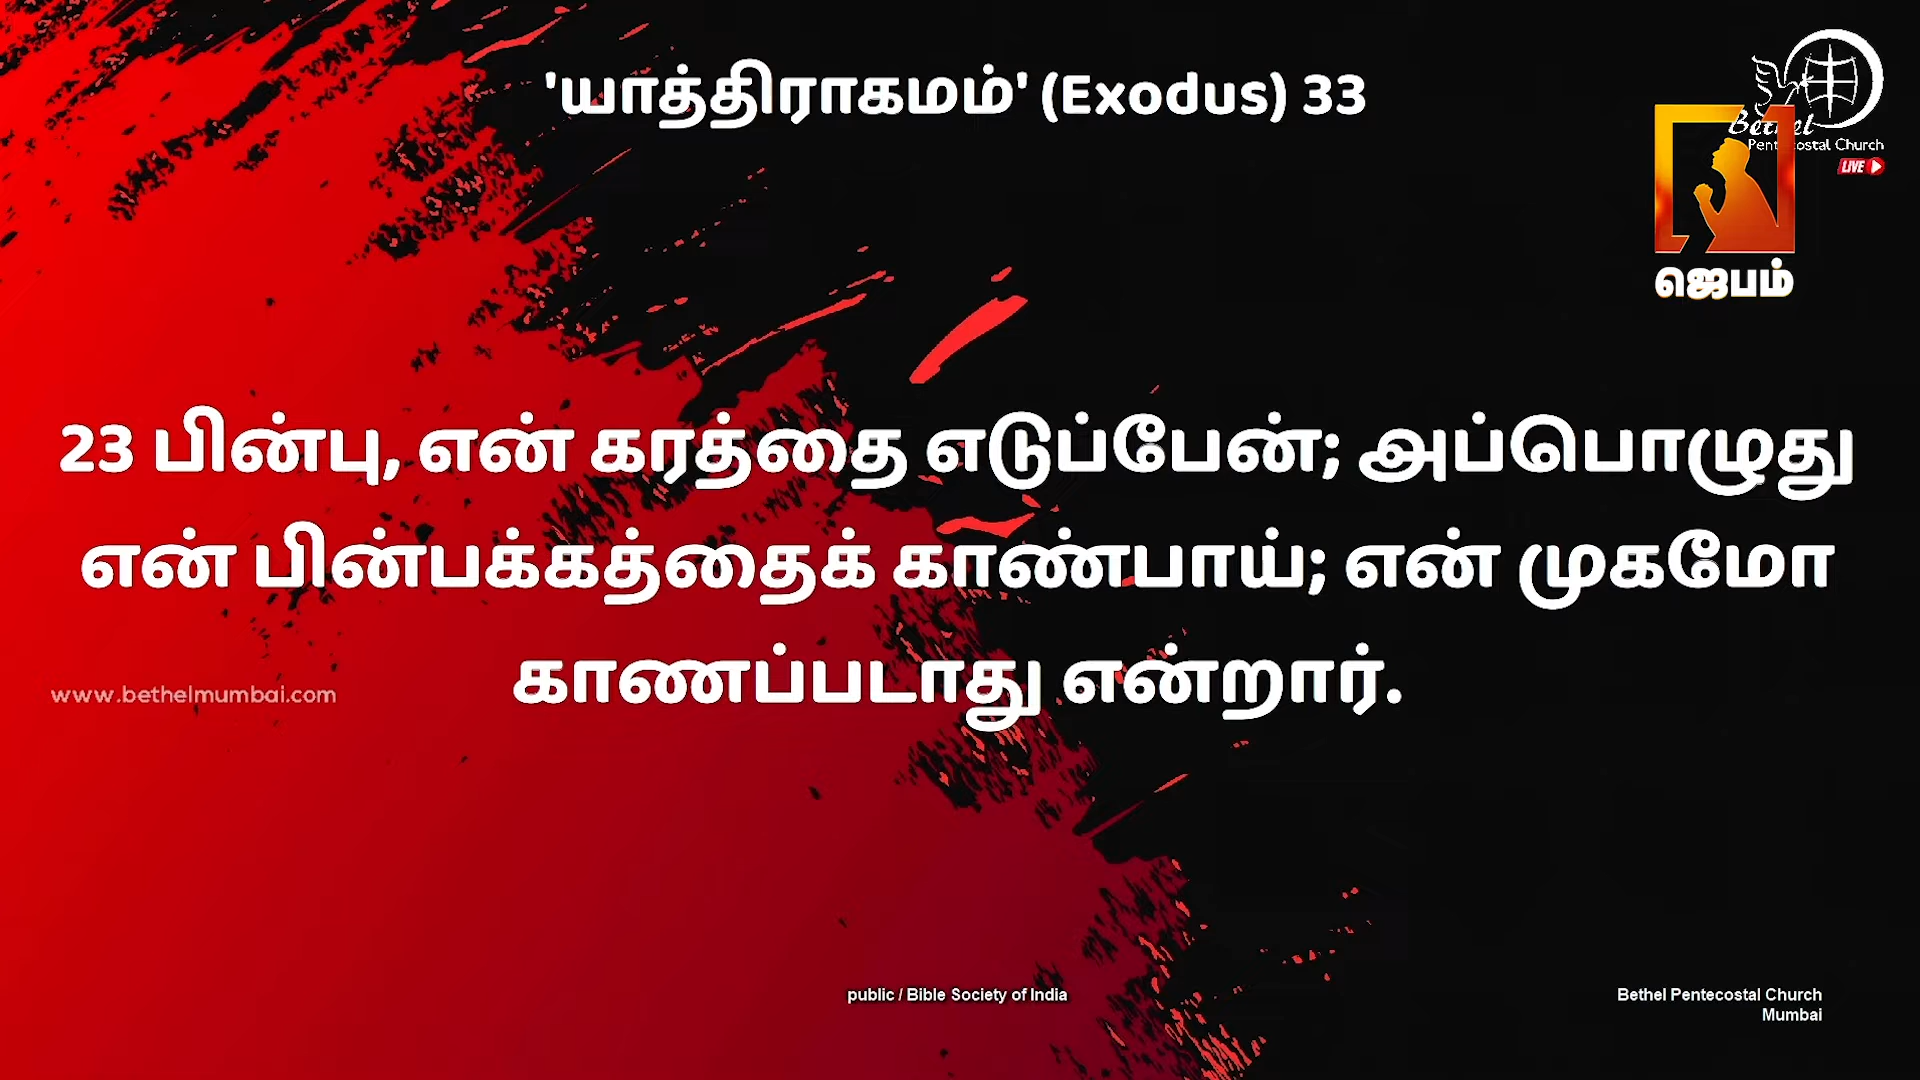 'யாத்திராகமம்' (Exodus) 33
Bethel
Pentecostal Church
LIVE
ஜெபம்
23 பின்பு, என் கரத்தை எடுப்பேன்; அப்பொழுது
என் பின்பக்கத்தைக் காண்பாய்; என் முகமோ
காணப்படாது என்றார்.
www.bethelmumbai.com
public / Bible Society of India
Bethel Pentecostal Church
Mumbai